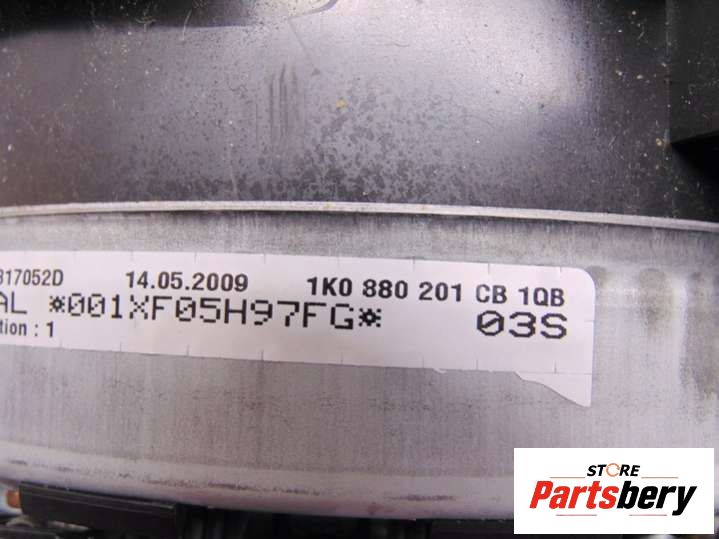 317052D 14.05.2009 1K0 880 201 CB 1QB
AL *001XF05H97FG* 03S
tion : 1
STORE
Partsbery